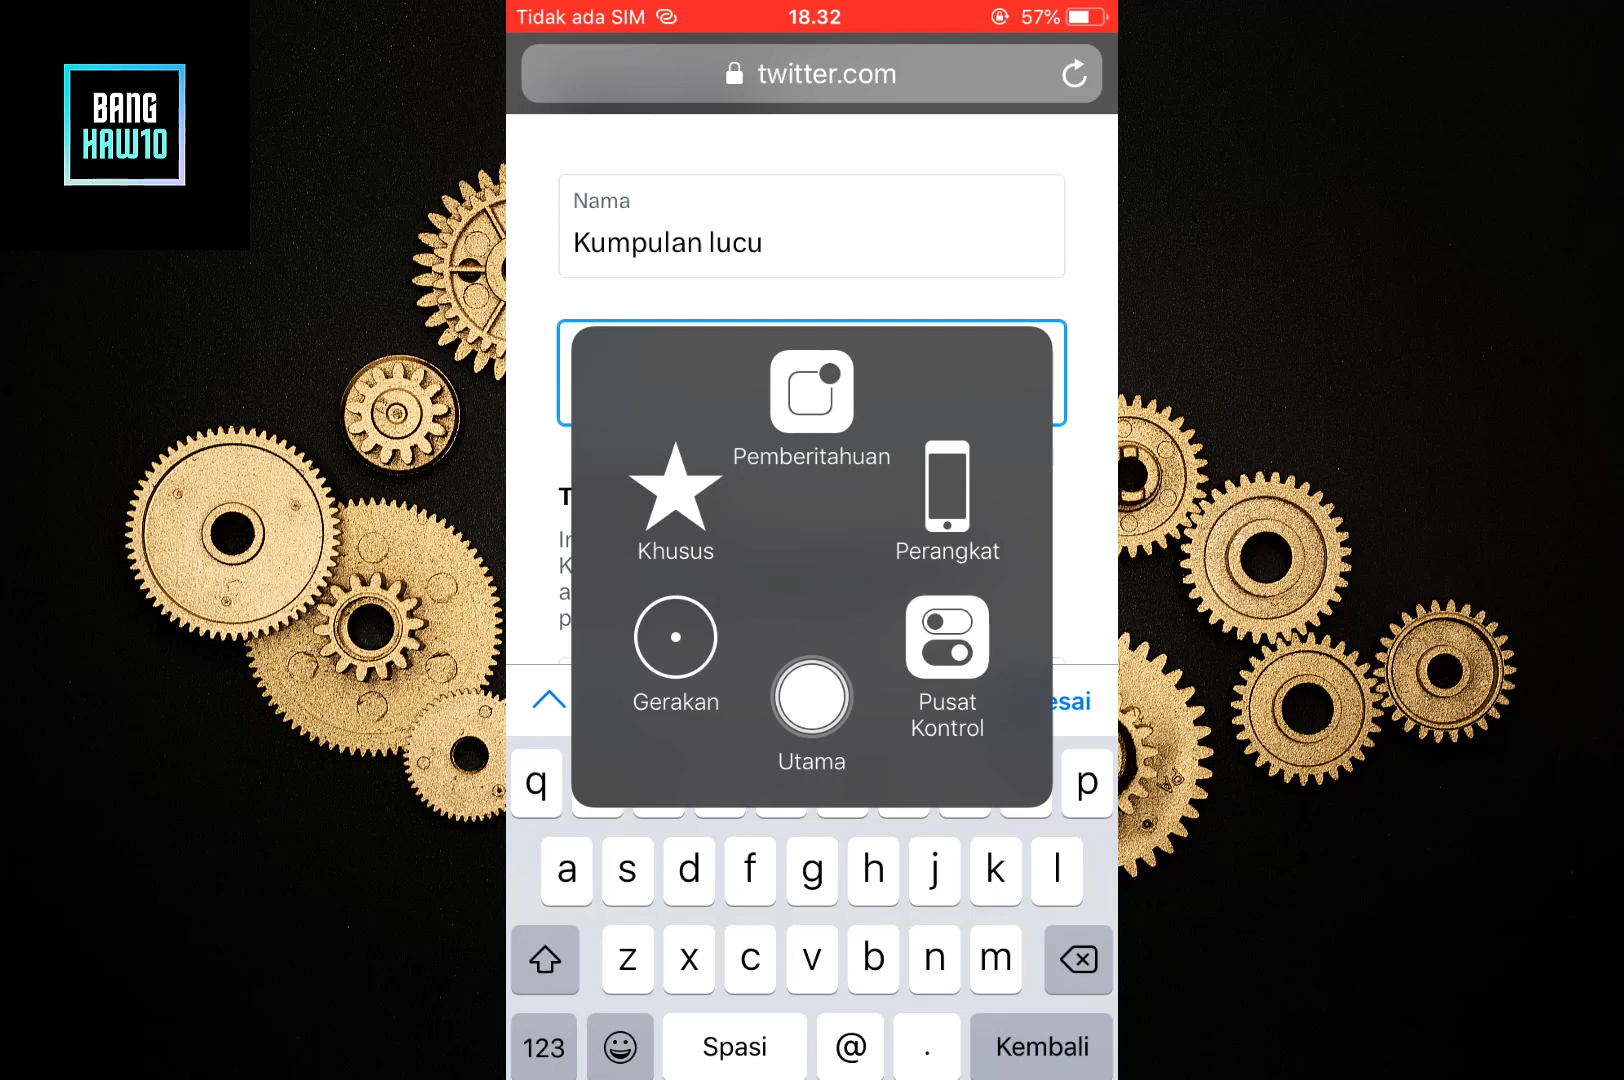 BANG
HAW10
Tidak ada SIM
18.32
57%
twitter.com
Nama
Kumpulan lucu
Pemberitahuan
Khusus
Perangkat
Gerakan
Pusat
Kontrol
Utama
esai
q
p
a s d f g h j k l
z x c v b n m
123
Spasi
@
.
Kembali